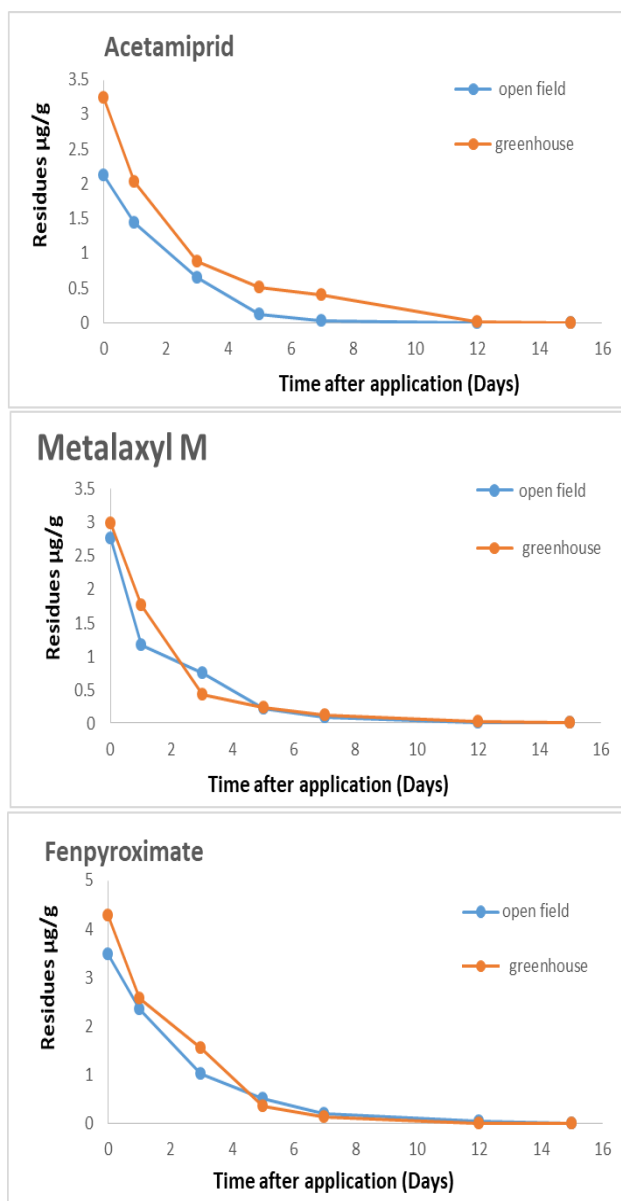 Acetamiprid
3.5
3
2.5
2
1.5
1
0.5
0
Residues µg/g
open field
greenhouse
0 2 4 6 8 10 12 14 16
Time after application (Days)
Metalaxyl M
3.5
3
2.5
2
1.5
1
0.5
0
Residues µg/g
open field
greenhouse
0 2 4 6 8 10 12 14 16
Time after application (Days)
Fenpyroximate
5
4
3
2
1
0
Residues µg/g
open field
greenhouse
0 2 4 6 8 10 12 14 16
Time after application (Days)